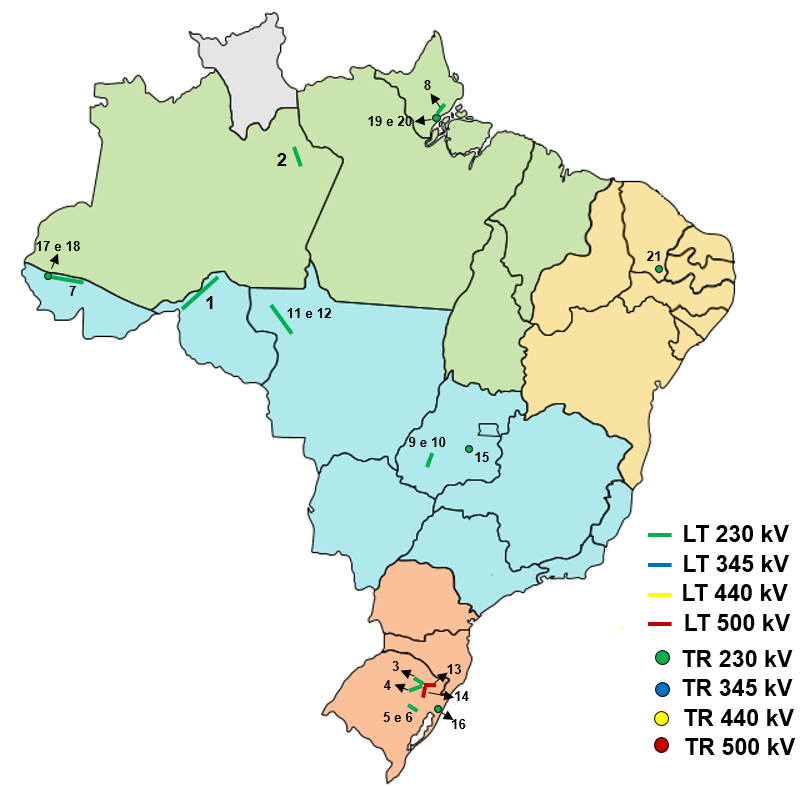 8
19 e 20
2
17 e 18
7
1
21
11 e 12
9 e 10
15
LT 230 kV
LT 345 kV
LT 440 kV
LT 500 kV
TR 230 kV
TR 345 kV
TR 440 kV
TR 500 kV
3
13
4
14
5 e 6
16